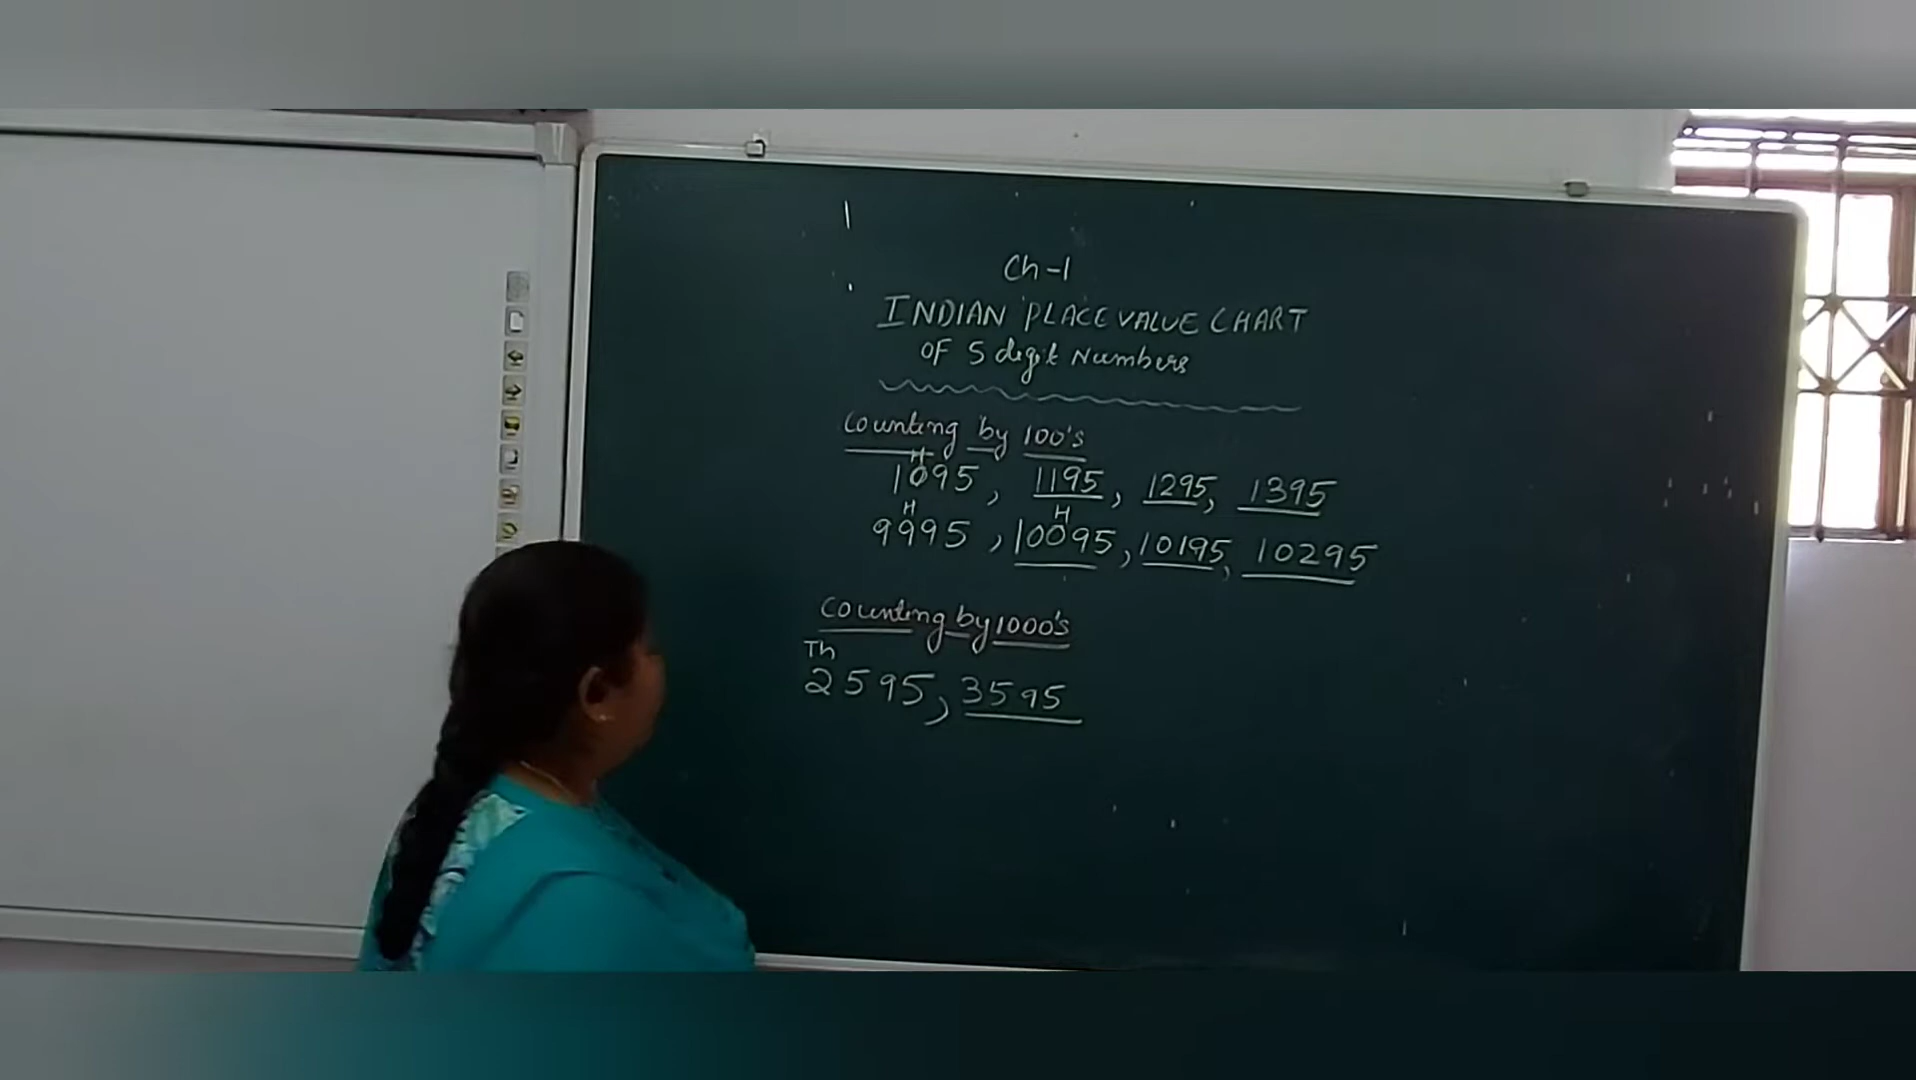 Ch-1
INDIAN PLACE VALUE CHART
OF 5 digit Numbers
Counting by 100's
H
1095, 1195, 1295, 1395
H H
9995, 10095, 10195, 10295
Counting by 1000's
Th
2595, 3595